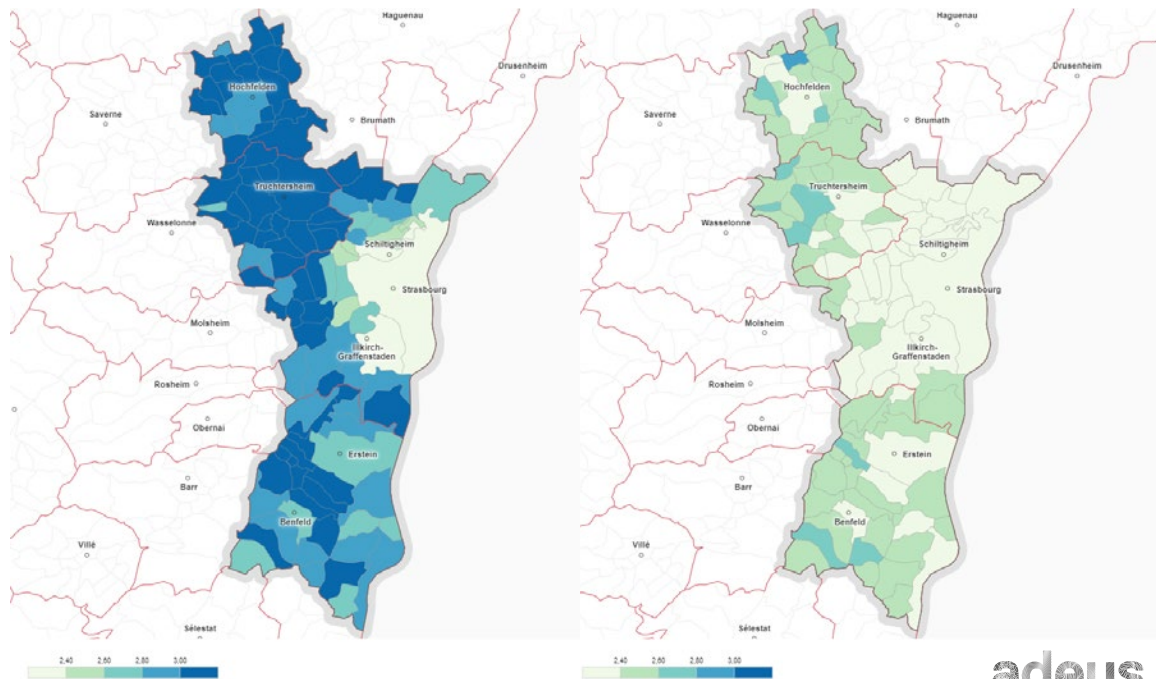 Haguenau
Drusenheim
Hochfelden
Saverne
Brumath
Truchtersheim
Wasselonne
Schiltigheim
Strasbourg
Molsheim
Illkirch-
Graffenstaden
Rosheim
Obernai
Erstein
Barr
Benfeld
Villé
Sélestat
2,40 2,60 2,80 3,00
Haguenau
Drusenheim
Hochfelden
Saverne
Brumath
Truchtersheim
Wasselonne
Schiltigheim
Strasbourg
Molsheim
Illkirch-
Graffenstaden
Rosheim
Obernai
Erstein
Barr
Benfeld
Villé
Sélestat
2,40 2,60 2,80 3,00
adeus